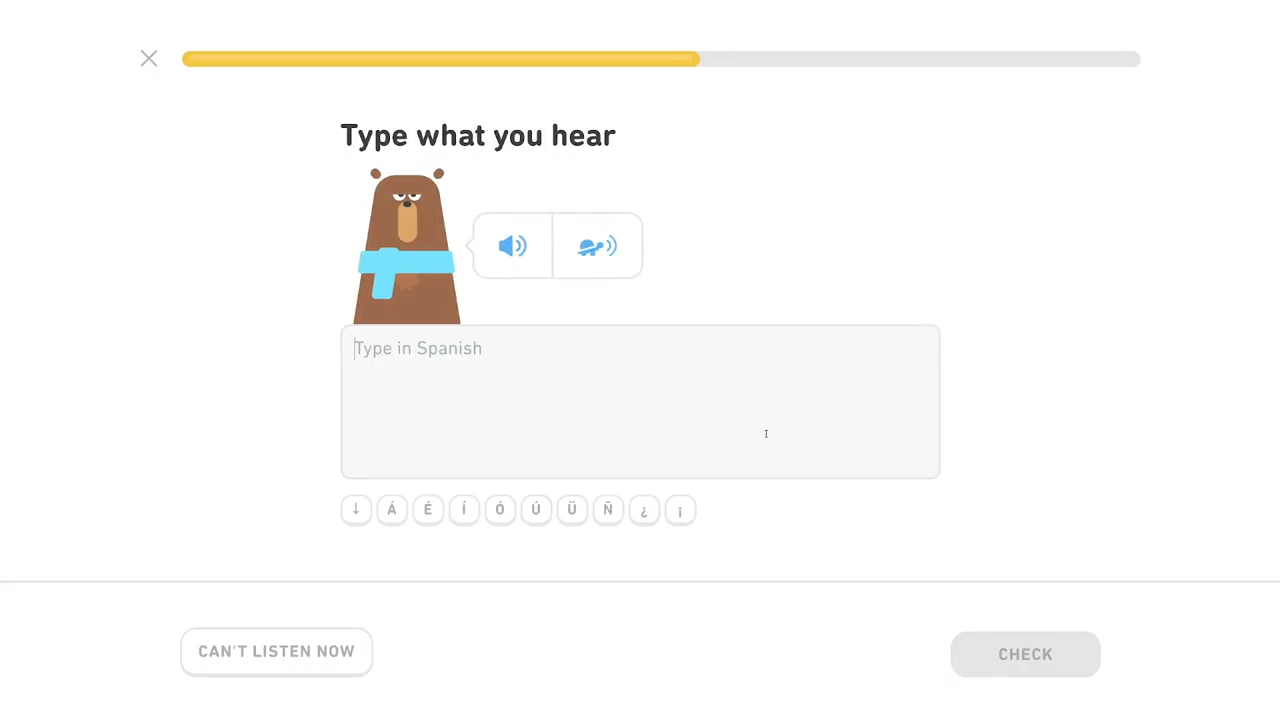 Type what you hear
Type in Spanish
↓ Á É Í Ó Ú Ü Ñ ¿ ¡
CAN'T LISTEN NOW
CHECK